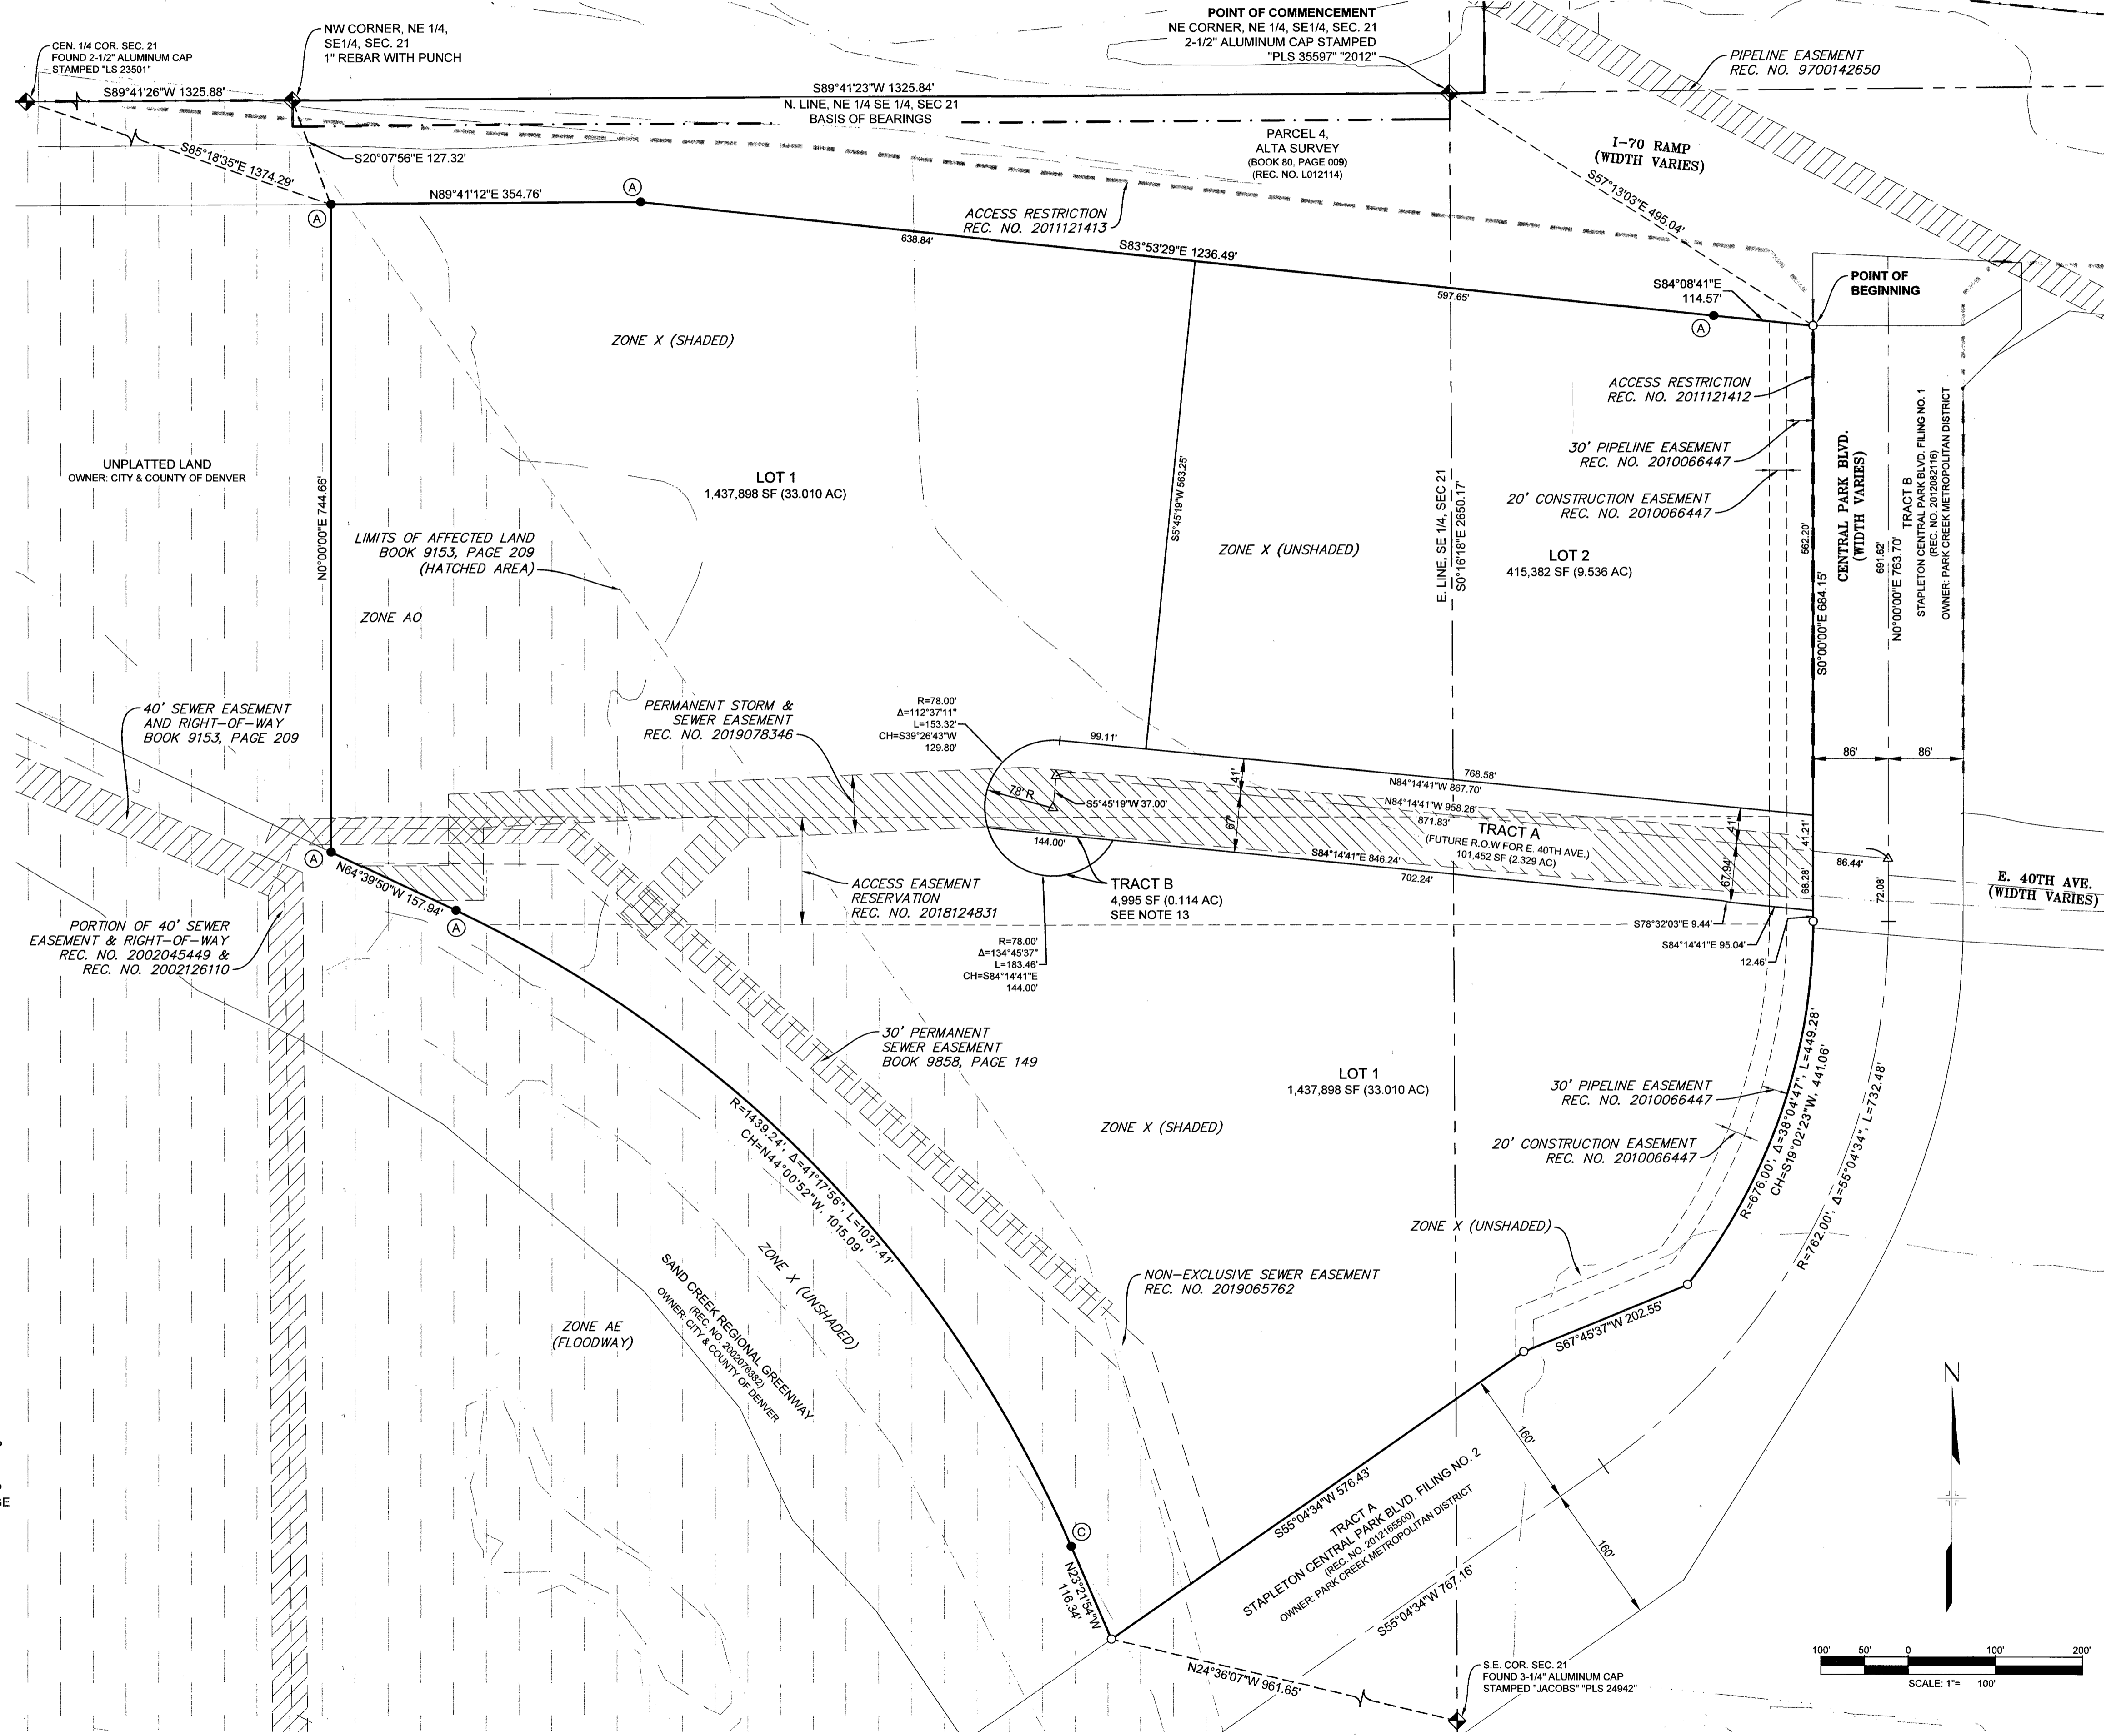 CEN. 1/4 COR. SEC. 21
FOUND 2-1/2" ALUMINUM CAP
STAMPED "LS 23501"
NW CORNER, NE 1/4,
SE1/4, SEC. 21
1" REBAR WITH PUNCH
POINT OF COMMENCEMENT
NE CORNER, NE 1/4, SE1/4, SEC. 21
2-1/2" ALUMINUM CAP STAMPED
"PLS 35597" "2012"
PIPELINE EASEMENT
REC. NO. 9700142650
S89°41'26"W 1325.88'
S89°41'23"W 1325.84'
N. LINE, NE 1/4 SE 1/4, SEC 21
BASIS OF BEARINGS
PARCEL 4,
ALTA SURVEY
(BOOK 80, PAGE 009)
(REC. NO. L012114)
I-70 RAMP
(WIDTH VARIES)
S85°18'35"E 1374.29'
S20°07'56"E 127.32'
S57°13'03"E 495.04'
N89°41'12"E 354.76'
A
A
ACCESS RESTRICTION
REC. NO. 2011121413
638.84'
S83°53'29"E 1236.49'
597.65'
S84°08'41"E
114.57'
A
POINT OF
BEGINNING
ZONE X (SHADED)
ACCESS RESTRICTION
REC. NO. 2011121412
30' PIPELINE EASEMENT
REC. NO. 2010066447
20' CONSTRUCTION EASEMENT
REC. NO. 2010066447
UNPLATTED LAND
OWNER: CITY & COUNTY OF DENVER
N0°00'00"E 744.66'
LOT 1
1,437,898 SF (33.010 AC)
LIMITS OF AFFECTED LAND
BOOK 9153, PAGE 209
(HATCHED AREA)
ZONE AO
S5°45'19"W 563.25'
ZONE X (UNSHADED)
E. LINE, SE 1/4, SEC 21
S0°16'18"E 2650.17'
LOT 2
415,382 SF (9.536 AC)
562.20'
S0°00'00"E 684.15'
CENTRAL PARK BLVD.
(WIDTH VARIES)
691.62'
N0°00'00"E 763.70'
TRACT B
STAPLETON CENTRAL PARK BLVD. FILING NO. 1
(REC. NO. 2012082116)
OWNER: PARK CREEK METROPOLITAN DISTRICT
40' SEWER EASEMENT
AND RIGHT-OF-WAY
BOOK 9153, PAGE 209
PERMANENT STORM &
SEWER EASEMENT
REC. NO. 2019078346
R=78.00'
Δ=112°37'11"
L=153.32'
CH=S39°26'43"W
129.80'
99.11'
86'
86'
41'
768.58'
N84°14'41"W 867.70'
78' R
S5°45'19"W 37.00'
N84°14'41"W 958.26'
871.83'
TRACT A
(FUTURE R.O.W FOR E. 40TH AVE.)
101,452 SF (2.329 AC)
67'
41'
41.21'
144.00'
S84°14'41"E 846.24'
702.24'
67.94'
68.28'
86.44'
72.08'
E. 40TH AVE.
(WIDTH VARIES)
A
N64°39'50"W 157.94'
A
TRACT B
4,995 SF (0.114 AC)
SEE NOTE 13
ACCESS EASEMENT
RESERVATION
REC. NO. 2018124831
S78°32'03"E 9.44'
S84°14'41"E 95.04'
12.46'
PORTION OF 40' SEWER
EASEMENT & RIGHT-OF-WAY
REC. NO. 2002045449 &
REC. NO. 2002126110
R=78.00'
Δ=134°45'37"
L=183.46'
CH=S84°14'41"E
144.00'
30' PERMANENT
SEWER EASEMENT
BOOK 9858, PAGE 149
LOT 1
1,437,898 SF (33.010 AC)
ZONE X (SHADED)
30' PIPELINE EASEMENT
REC. NO. 2010066447
20' CONSTRUCTION EASEMENT
REC. NO. 2010066447
R=676.00', Δ=38°04'47", L=449.28'
CH=S19°02'23"W, 441.06'
R=762.00', Δ=55°04'34", L=732.48'
R=1439.24', Δ=41°17'56", L=1037.41'
CH=N44°00'52"W, 1015.09'
ZONE X (UNSHADED)
ZONE X (UNSHADED)
SAND CREEK REGIONAL GREENWAY
(REC. NO. 2002076382)
OWNER: CITY & COUNTY OF DENVER
ZONE AE
(FLOODWAY)
NON-EXCLUSIVE SEWER EASEMENT
REC. NO. 2019065762
S67°45'37"W 202.55'
N
160'
160'
S55°04'34"W 576.43'
TRACT A
STAPLETON CENTRAL PARK BLVD. FILING NO. 2
(REC. NO. 2012165500)
OWNER: PARK CREEK METROPOLITAN DISTRICT
S55°04'34"W 767.16'
C
N23°21'54"W
116.34'
N24°36'07"W 961.65'
S.E. COR. SEC. 21
FOUND 3-1/4" ALUMINUM CAP
STAMPED "JACOBS" "PLS 24942"
100' 50' 0 100' 200'
SCALE: 1"= 100'